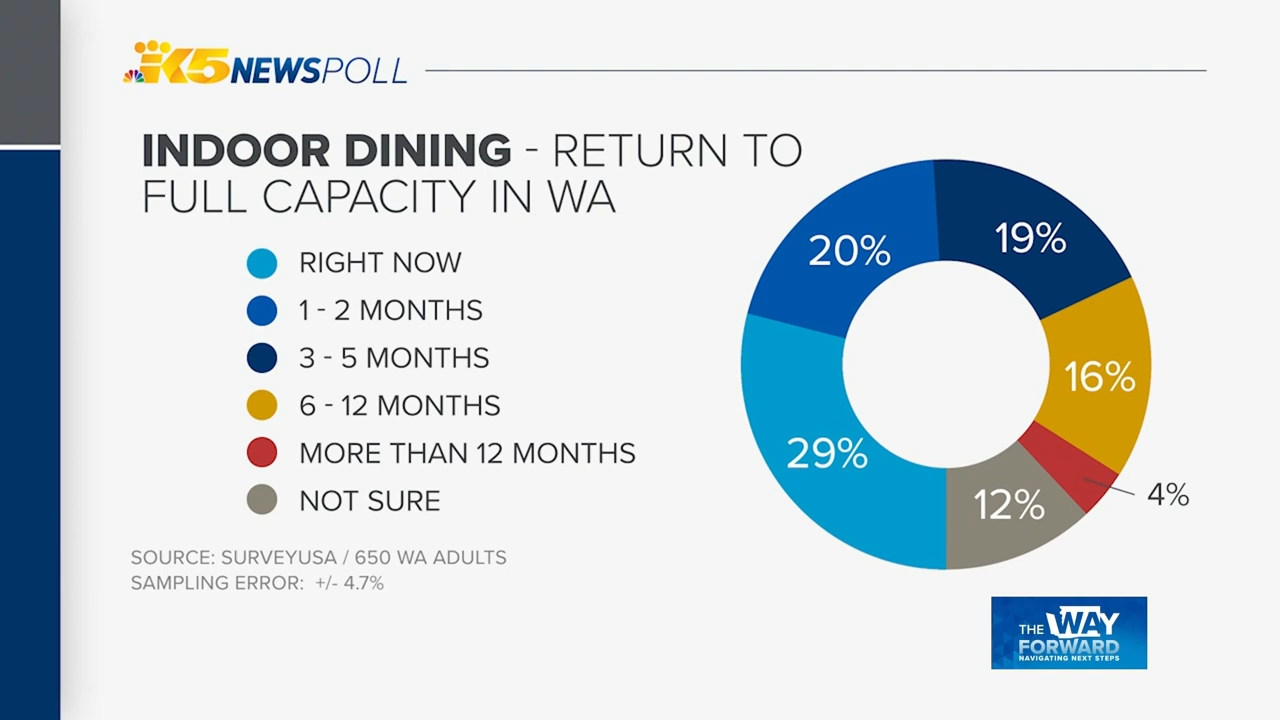 K5 NEWSPOLL
INDOOR DINING - RETURN TO
FULL CAPACITY IN WA
RIGHT NOW
1 - 2 MONTHS
3 - 5 MONTHS
6 - 12 MONTHS
MORE THAN 12 MONTHS
NOT SURE
SOURCE: SURVEYUSA / 650 WA ADULTS
SAMPLING ERROR: +/- 4.7%
20%
19%
16%
29%
12%
4%
THE WAY
FORWARD
NAVIGATING NEXT STEPS